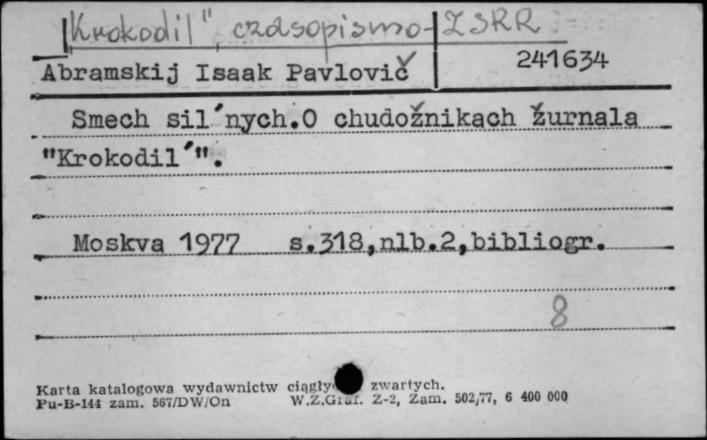 "Krokodil", czasopismo - ZSRR
Abramskij Isaak Pavlovič
241634
Smech sil´nych.O chudožnikach žurnala
"Krokodil´".
Moskva 1977 s.318,nlb.2,bibliogr.
8
Karta katalogowa wydawnictw zwartych.
Pu-B-144 zam. 567/DW/On W.Z.Graf. Z-2, Zam. 502/77, 6 400 000